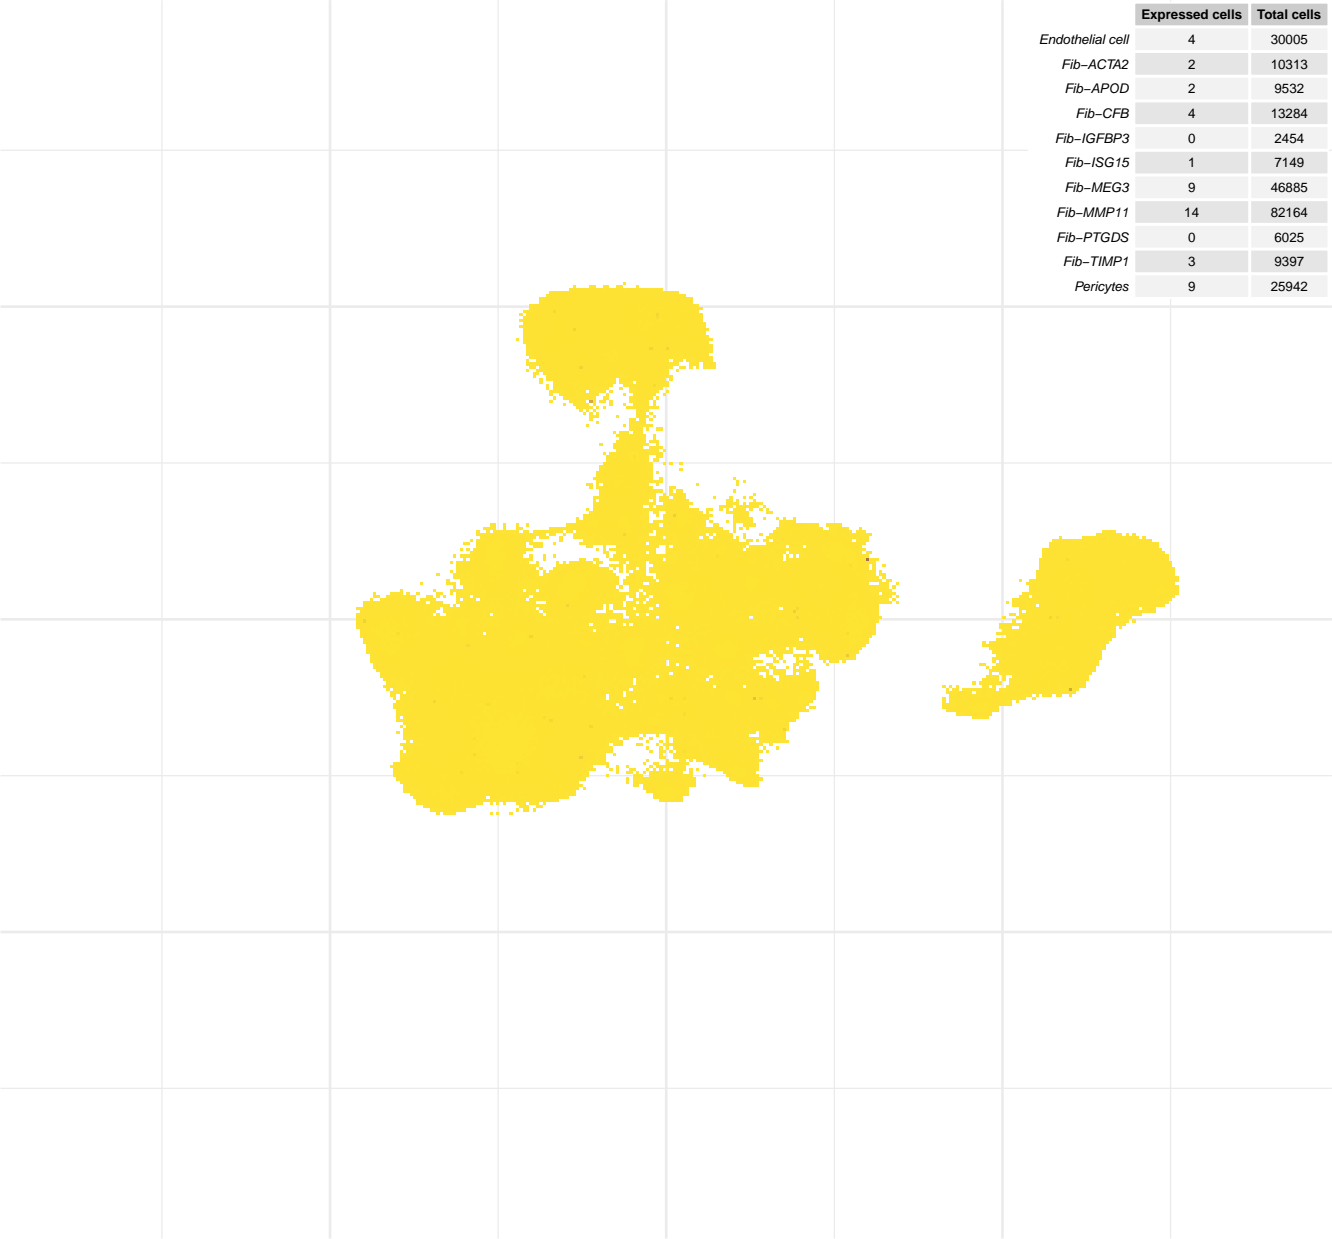 Expressed cells Total cells
Endothelial cell 4 30005
Fib−ACTA2 2 10313
Fib−APOD 2 9532
Fib−CFB 4 13284
Fib−IGFBP3 0 2454
Fib−ISG15 1 7149
Fib−MEG3 9 46885
Fib−MMP11 14 82164
Fib−PTGDS 0 6025
Fib−TIMP1 3 9397
Pericytes 9 25942